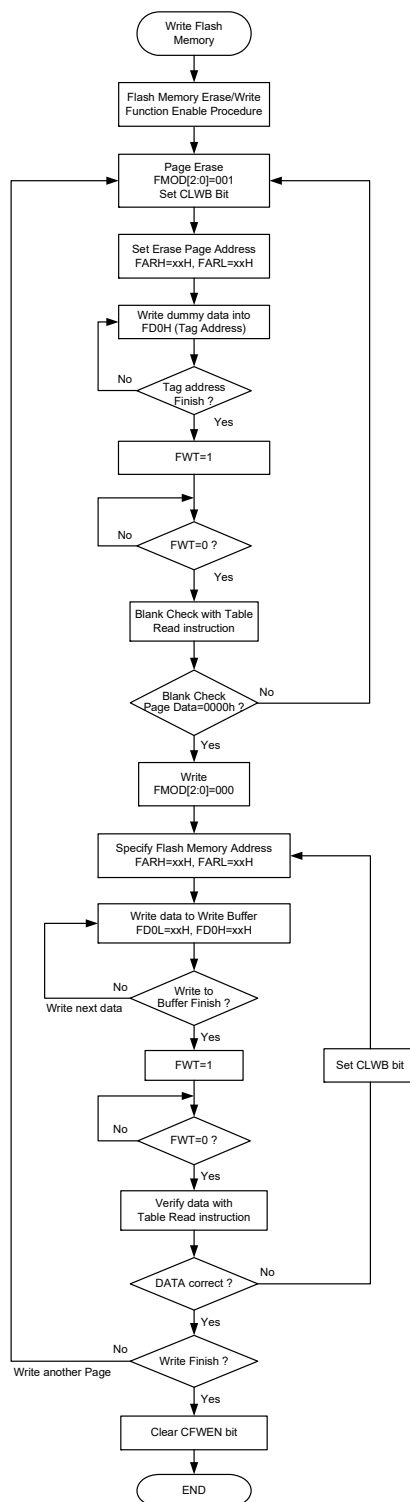 Write Flash
Memory
Flash Memory Erase/Write
Function Enable Procedure
Page Erase
FMOD[2:0]=001
Set CLWB Bit
Set Erase Page Address
FARH=xxH, FARL=xxH
Write dummy data into
FD0H (Tag Address)
No
Tag address
Finish ?
Yes
FWT=1
No
FWT=0 ?
Yes
Blank Check with Table
Read instruction
Blank Check
Page Data=0000h ?
No
Yes
Write
FMOD[2:0]=000
Specify Flash Memory Address
FARH=xxH, FARL=xxH
Write data to Write Buffer
FD0L=xxH, FD0H=xxH
No
Write next data
Write to
Buffer Finish ?
Yes
FWT=1
Set CLWB bit
No
FWT=0 ?
Yes
Verify data with
Table Read instruction
DATA correct ?
No
Yes
No
Write another Page
Write Finish ?
Yes
Clear CFWEN bit
END